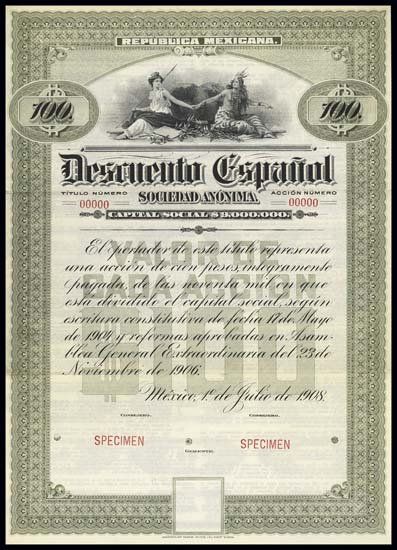 REPÚBLICA MEXICANA.
100. 100.
Descuento Español
TÍTULO NÚMERO ACCIÓN NÚMERO
SOCIEDAD ANÓNIMA.
00000 00000
CAPITAL SOCIAL $9.000.000.
El portador de este título representa
una acción de cien pesos, íntegramente
pagada, de las noventa mil en que
está dividido el capital social, según
escritura constitutiva de fecha 17 de Mayo
de 1904 y reformas aprobadas en Asam-
blea General Extraordinaria del 23 de
Noviembre de 1906.
México, 1º de Julio de 1908.
CONSEJERO. CONSEJERO.
SPECIMEN SPECIMEN
GERENTE.